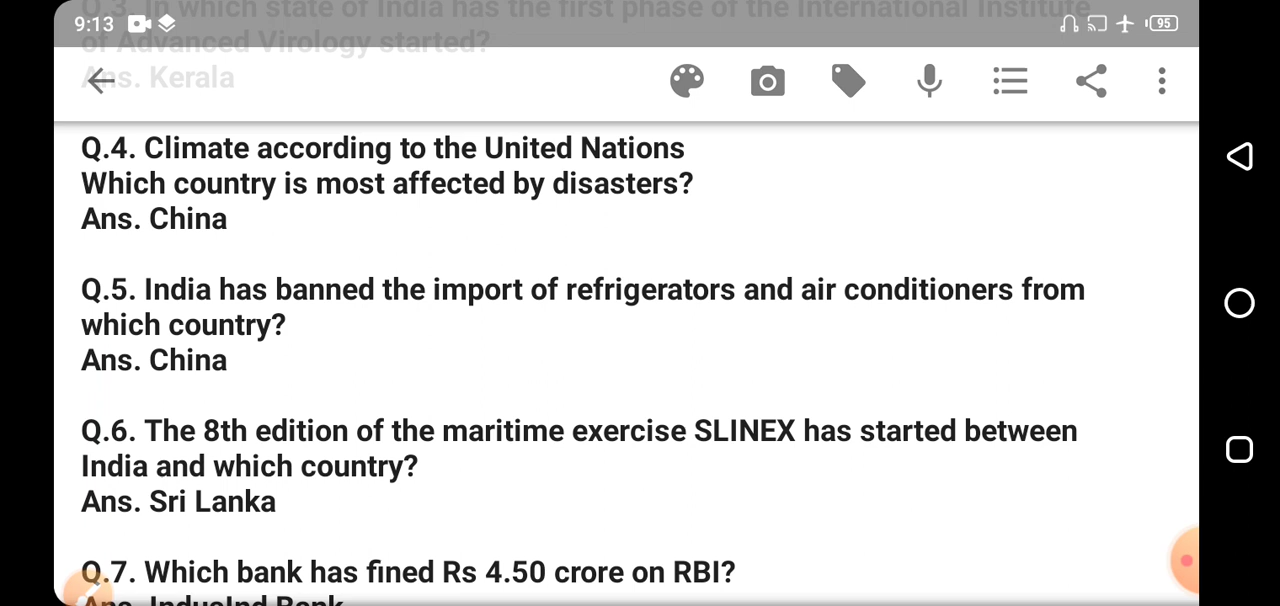 Q.3. In which state of India has the first phase of the International Institute
9:13
95
of Advanced Virology started?
Ans. Kerala
Q.4. Climate according to the United Nations
Which country is most affected by disasters?
Ans. China
Q.5. India has banned the import of refrigerators and air conditioners from
which country?
Ans. China
Q.6. The 8th edition of the maritime exercise SLINEX has started between
India and which country?
Ans. Sri Lanka
Q.7. Which bank has fined Rs 4.50 crore on RBI?
Ans. IndusInd Bank